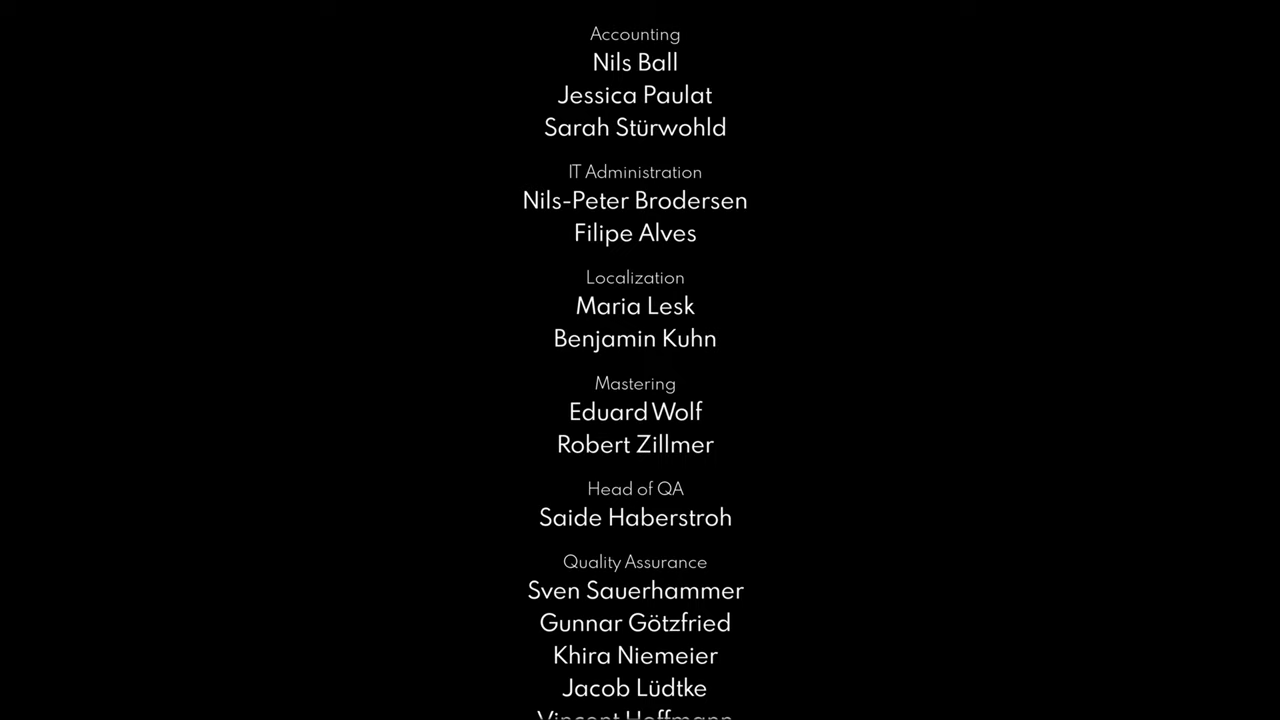 Accounting
Nils Ball
Jessica Paulat
Sarah Stürwohld
IT Administration
Nils-Peter Brodersen
Filipe Alves
Localization
Maria Lesk
Benjamin Kuhn
Mastering
Eduard Wolf
Robert Zillmer
Head of QA
Saide Haberstroh
Quality Assurance
Sven Sauerhammer
Gunnar Götzfried
Khira Niemeier
Jacob Lüdtke
Vincent Hoffmann